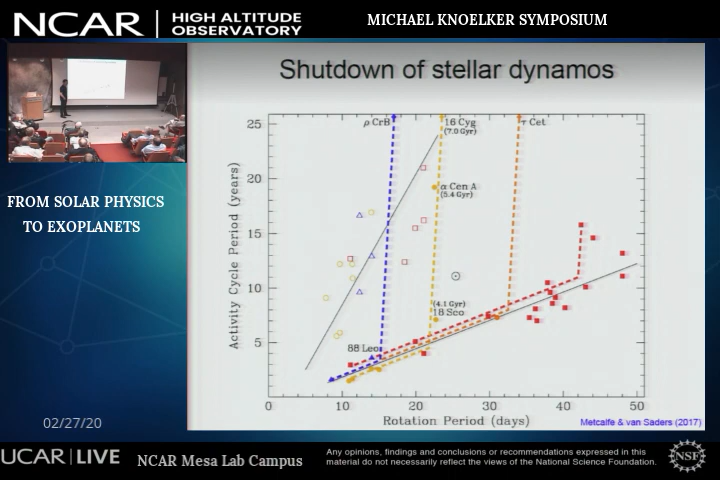 NCAR
HIGH ALTITUDE
OBSERVATORY
MICHAEL KNOELKER SYMPOSIUM
FROM SOLAR PHYSICS
TO EXOPLANETS
02/27/20
Shutdown of stellar dynamos
Activity Cycle Period (years)
25
20
15
10
5
ρ CrB
16 Cyg
(7.0 Gyr)
τ Cet
α Cen A
(5.4 Gyr)
(4.1 Gyr)
18 Sco
88 Leo
0
10
20
30
40
50
Rotation Period (days)
Metcalfe & van Saders (2017)
UCAR|LIVE
NCAR Mesa Lab Campus
Any opinions, findings and conclusions or recommendations expressed in this
material do not necessarily reflect the views of the National Science Foundation.
NSF